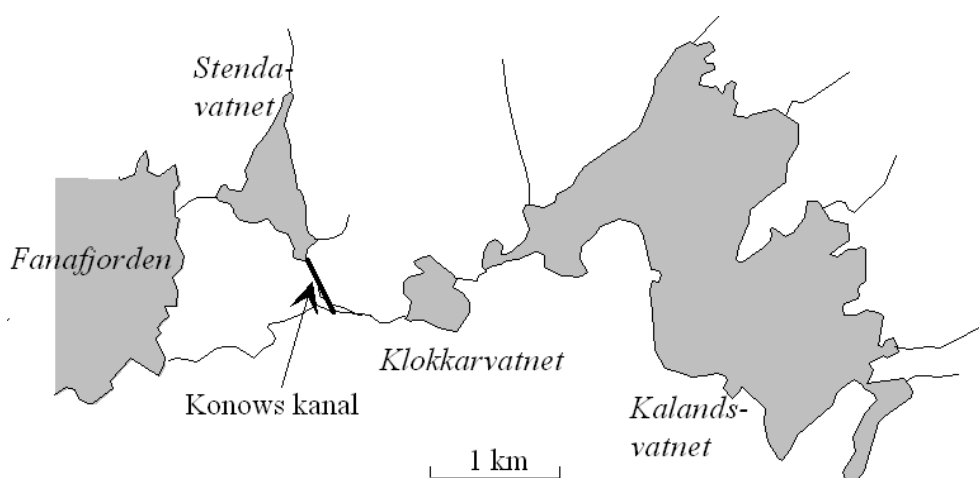 Stenda-
vatnet
Fanafjorden
Klokkarvatnet
Konows kanal
Kalands-
vatnet
1 km